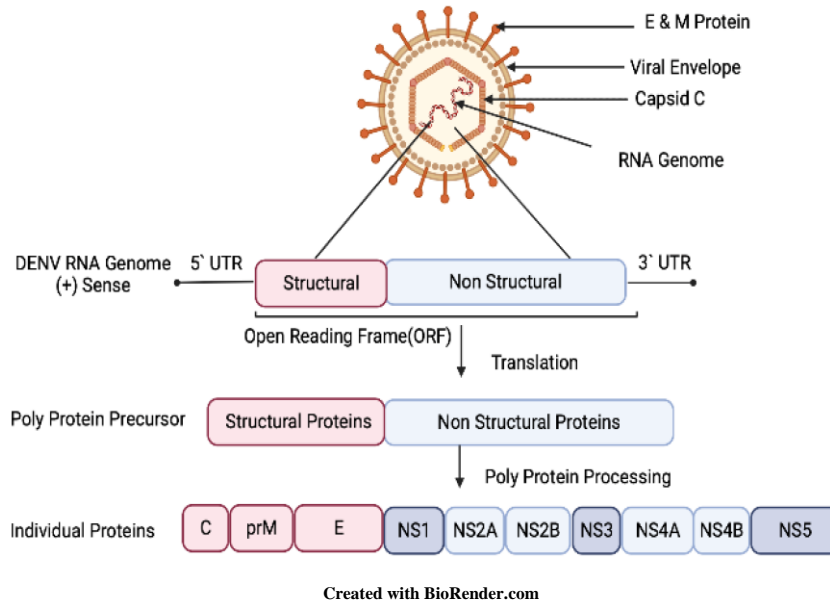 E & M Protein
Viral Envelope
Capsid C
RNA Genome
DENV RNA Genome
(+) Sense
5` UTR
Structural
Non Structural
3` UTR
Open Reading Frame(ORF)
Translation
Poly Protein Precursor
Structural Proteins
Non Structural Proteins
Poly Protein Processing
Individual Proteins
C
prM
E
NS1
NS2A
NS2B
NS3
NS4A
NS4B
NS5
Created with BioRender.com